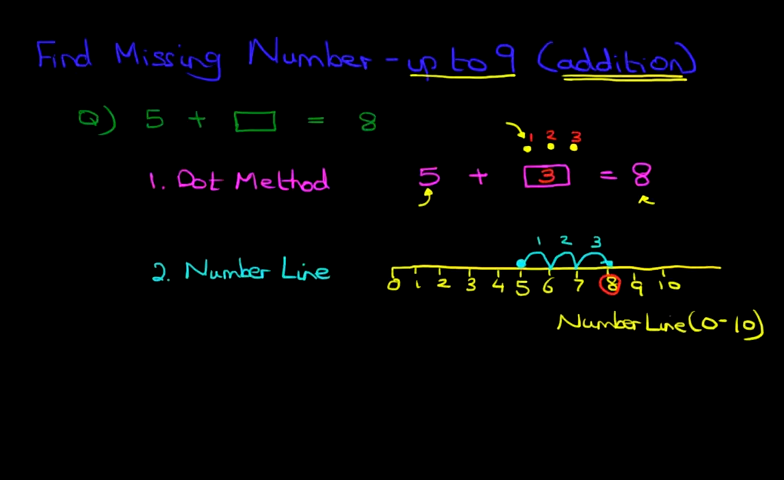 Find Missing Number - up to 9 (addition)
Q) 5 + □ = 8
1 2 3
1. Dot Method 5 + 3 = 8
1 2 3
2. Number Line
0 1 2 3 4 5 6 7 8 9 10
Number Line (0-10)